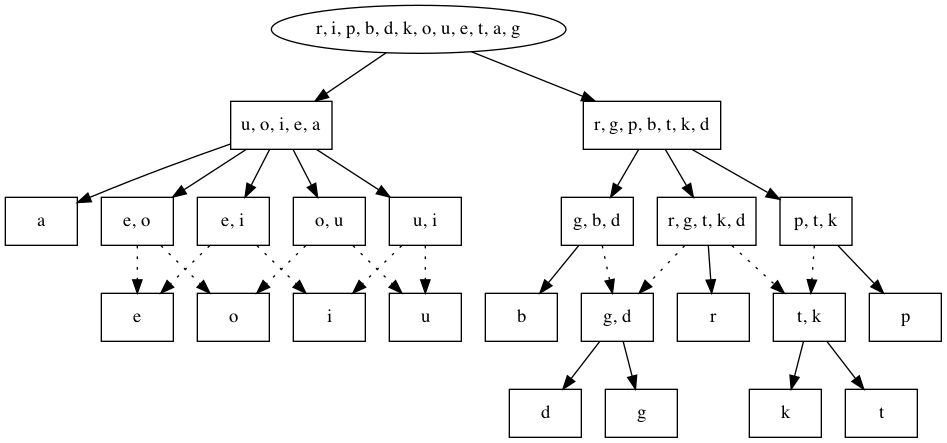 r, i, p, b, d, k, o, u, e, t, a, g
u, o, i, e, a
r, g, p, b, t, k, d
a
e, o
e, i
o, u
u, i
g, b, d
r, g, t, k, d
p, t, k
e
o
i
u
b
g, d
r
t, k
p
d
g
k
t